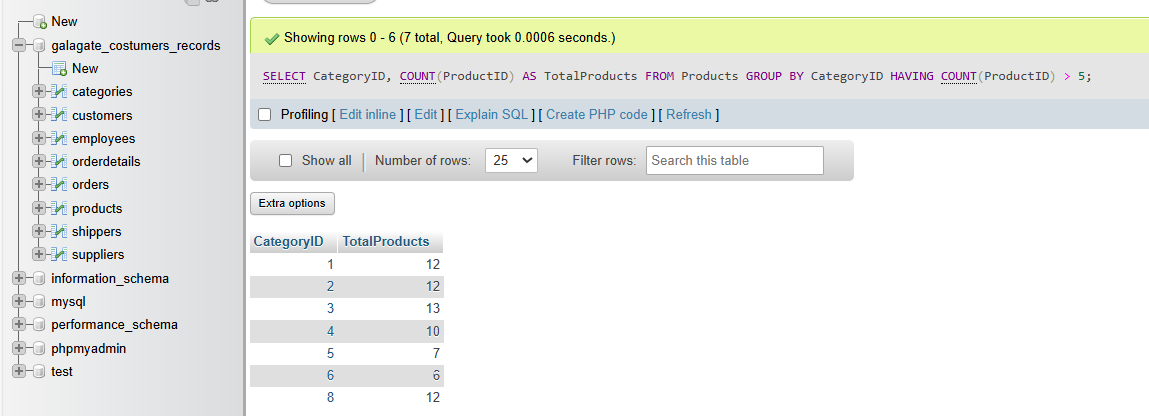 New
galagate_costumers_records
New
categories
customers
employees
orderdetails
orders
products
shippers
suppliers
information_schema
mysql
performance_schema
phpmyadmin
test
Showing rows 0 - 6 (7 total, Query took 0.0006 seconds.)
SELECT CategoryID, COUNT(ProductID) AS TotalProducts FROM Products GROUP BY CategoryID HAVING COUNT(ProductID) > 5;
Profiling [ Edit inline ] [ Edit ] [ Explain SQL ] [ Create PHP code ] [ Refresh ]
Show all Number of rows: 25 Filter rows: Search this table
Extra options
CategoryID TotalProducts
1 12
2 12
3 13
4 10
5 7
6 6
8 12